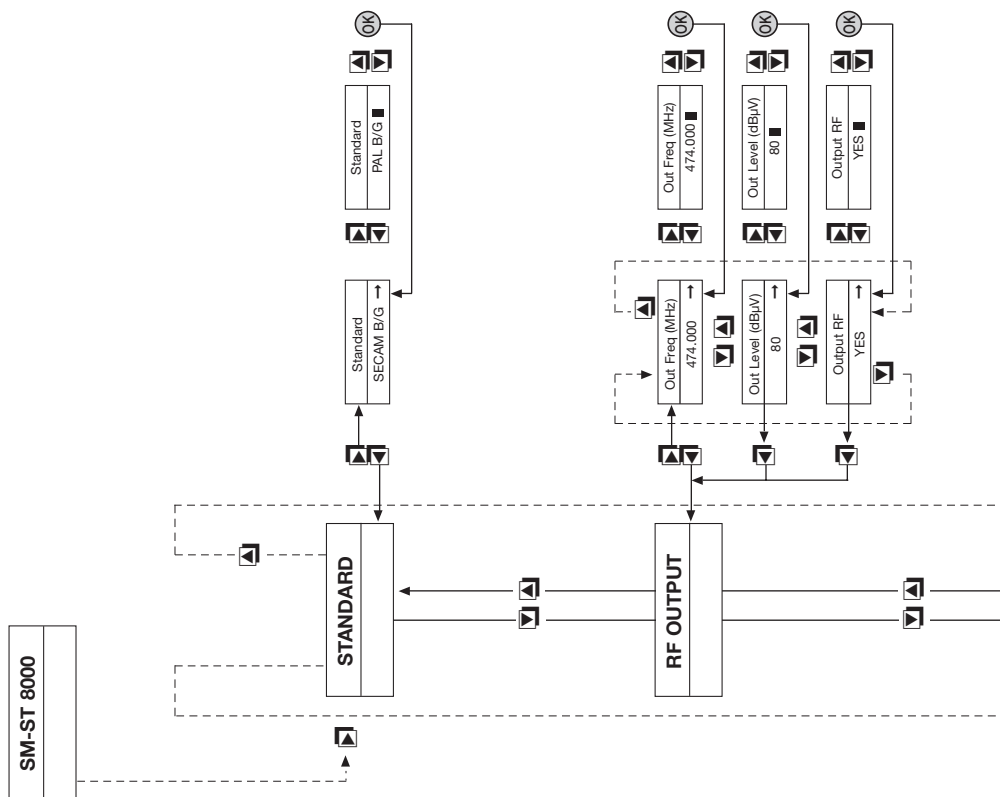 SM-ST 8000
STANDARD
Standard
SECAM B/G →
Standard
PAL B/G
OK
RF OUTPUT
Out Freq (MHz)
474.000 →
Out Freq (MHz)
474.000
OK
Out Level (dBµV)
80 →
Out Level (dBµV)
80
OK
Output RF
YES →
Output RF
YES
OK